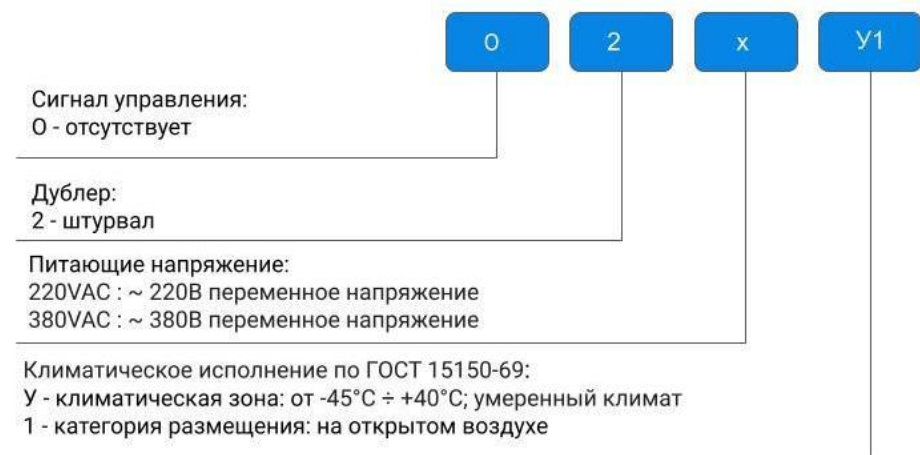 О 2 х У1
Сигнал управления:
О - отсутствует
Дублер:
2 - штурвал
Питающие напряжение:
220VAC : ~ 220В переменное напряжение
380VAC : ~ 380В переменное напряжение
Климатическое исполнение по ГОСТ 15150-69:
У - климатическая зона: от -45°С ÷ +40°С; умеренный климат
1 - категория размещения: на открытом воздухе